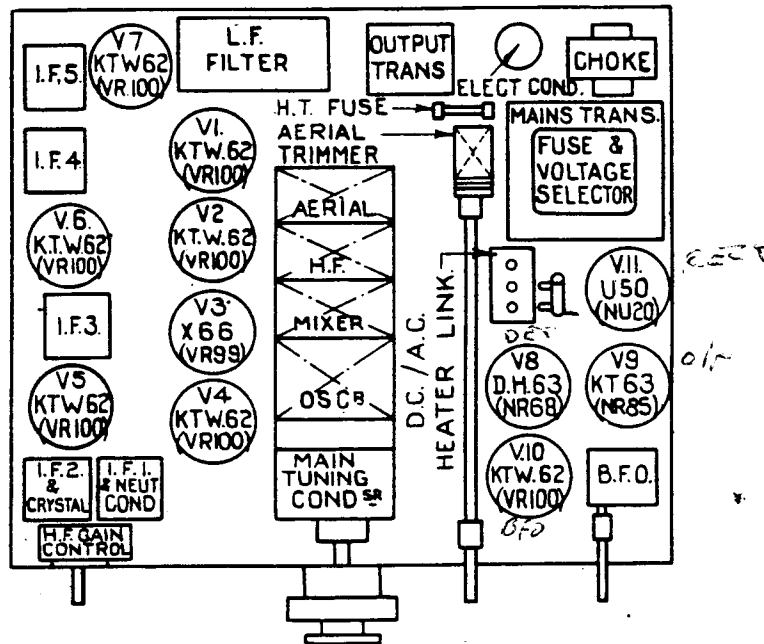 V7
KTW62
(VR.100)
I.F.5.
L.F.
FILTER
OUTPUT
TRANS
ELECT COND.
CHOKE
H.T. FUSE
AERIAL
TRIMMER
MAINS TRANS.
FUSE &
VOLTAGE
SELECTOR
I.F.4
V1.
KTW.62
(VR100)
V.6.
K.T.W.62
(VR100)
V2
K.T.W.62
(VR100)
AERIAL
H.F.
MIXER
OSCR
I.F.3.
V3
X66
(VR99)
V5
KTW62
(VR100)
V4
KTW.62
(VR100)
D.C./A.C.
HEATER LINK.
V.11.
U50
(NU20)
DET
V8
D.H.63
(NR68)
V9
KT63
(NR85)
O/P
V.10
KTW.62
(VR100)
BFO
B.F.O.
I.F.2.
&
CRYSTAL
I.F.1.
& NEUT
COND
MAIN
TUNING
COND SR
H.F. GAIN
CONTROL